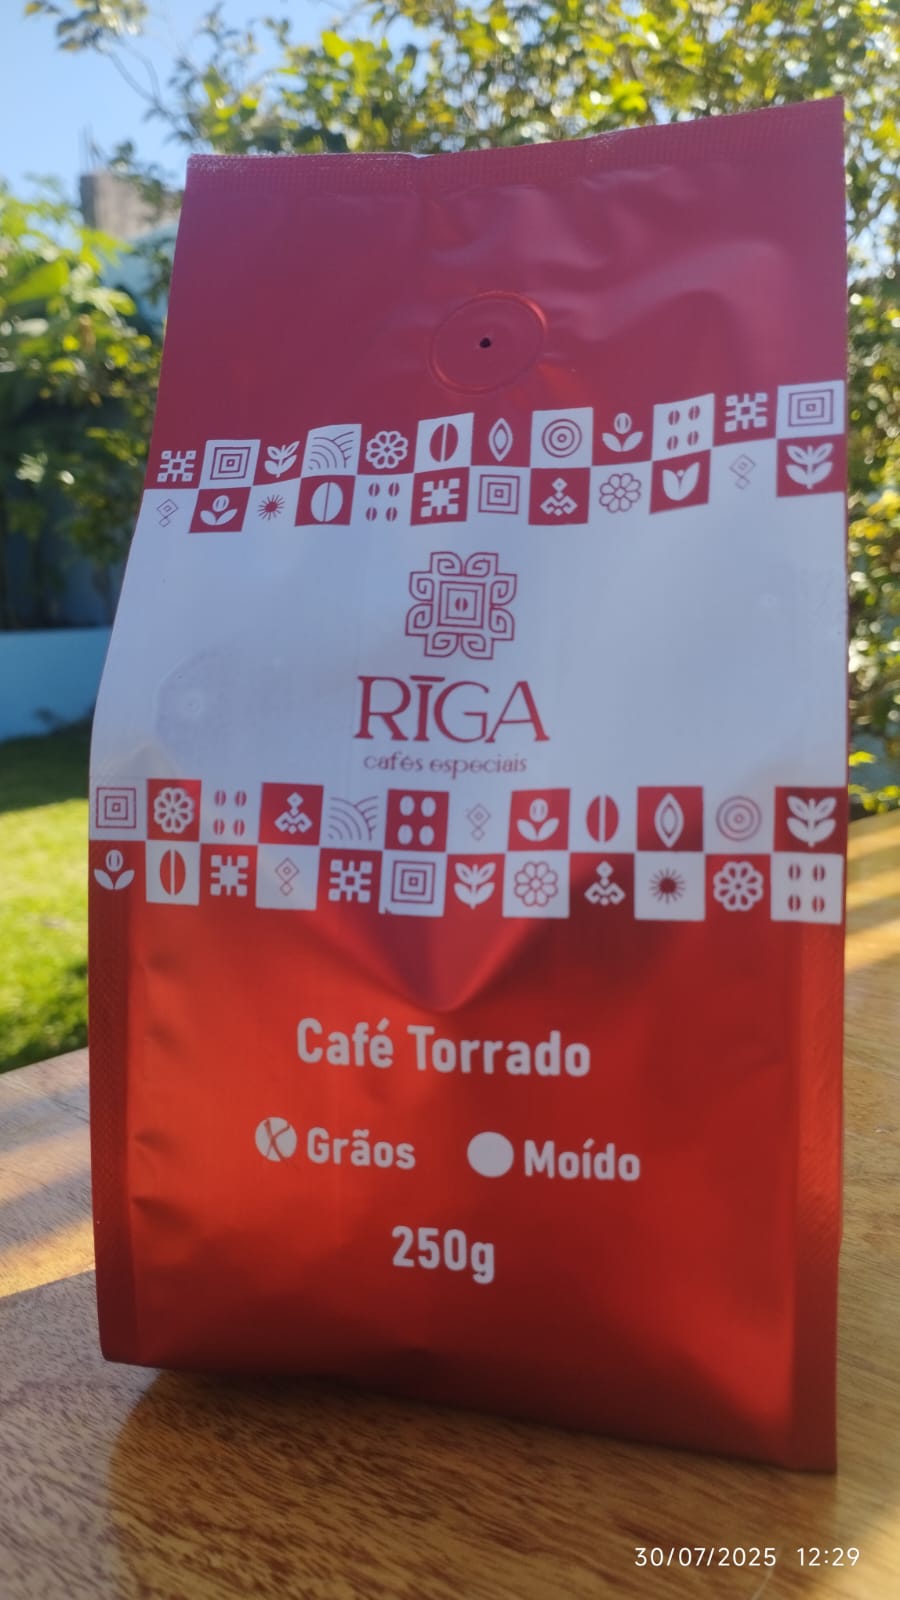 RĪGA
cafés especiais
Café Torrado
Grãos Moído
250g
30/07/2025 12:29